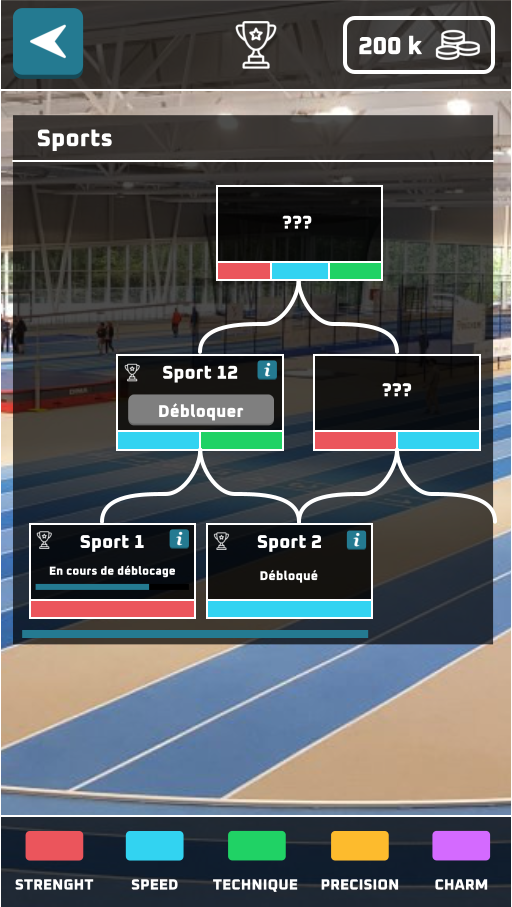 200 k
Sports
???
Sport 12 i
Débloquer
???
Sport 1 i
En cours de déblocage
Sport 2 i
Débloqué
STRENGHT SPEED TECHNIQUE PRECISION CHARM